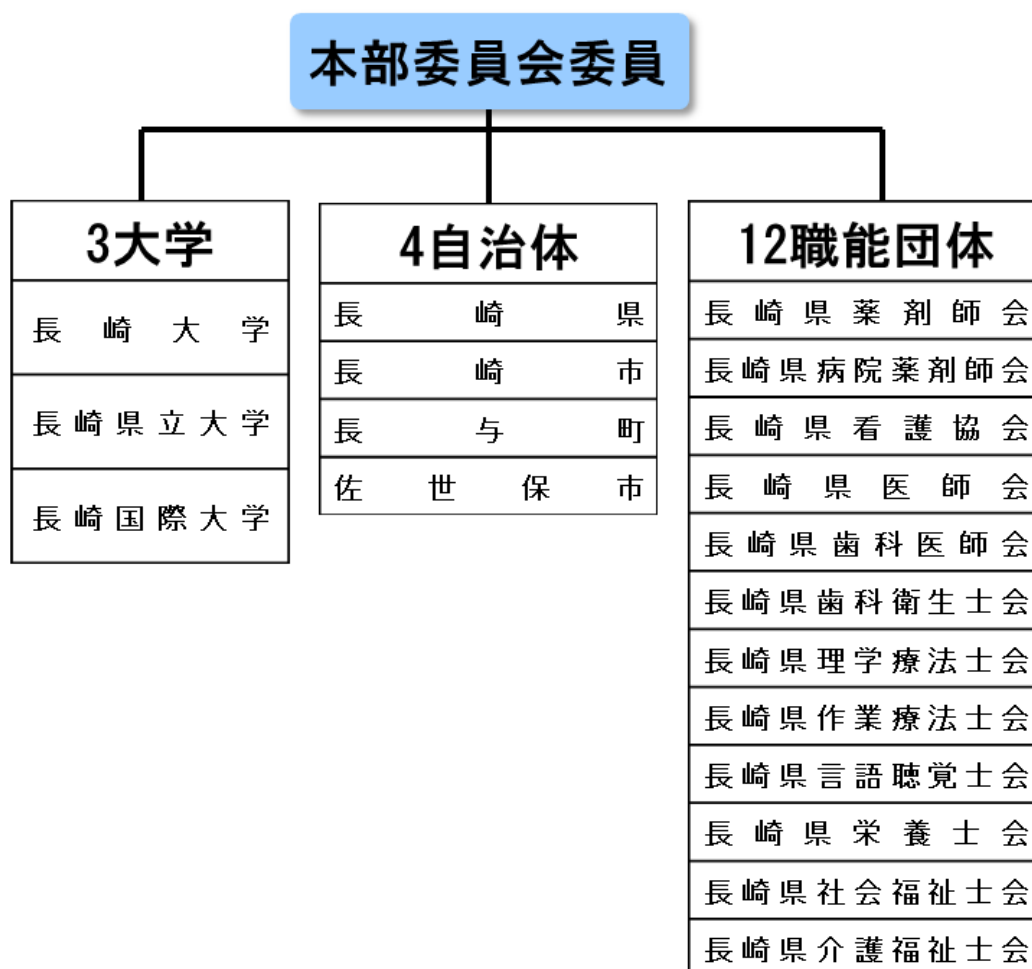 本部委員会委員
3大学
長崎大学
長崎県立大学
長崎国際大学
4自治体
長崎県
長崎市
長与町
佐世保市
12職能団体
長崎県薬剤師会
長崎県病院薬剤師会
長崎県看護協会
長崎県医師会
長崎県歯科医師会
長崎県歯科衛生士会
長崎県理学療法士会
長崎県作業療法士会
長崎県言語聴覚士会
長崎県栄養士会
長崎県社会福祉士会
長崎県介護福祉士会